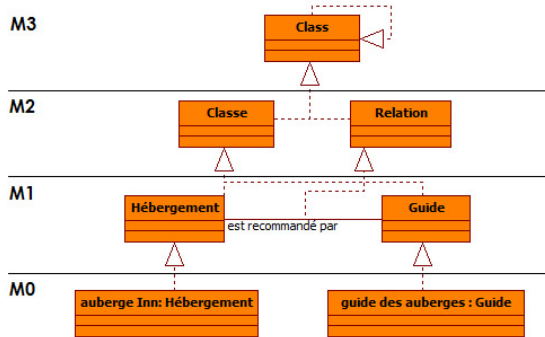 M3
Class
M2
Classe
Relation
M1
Hébergement
est recommandé par
Guide
M0
auberge Inn: Hébergement
guide des auberges : Guide